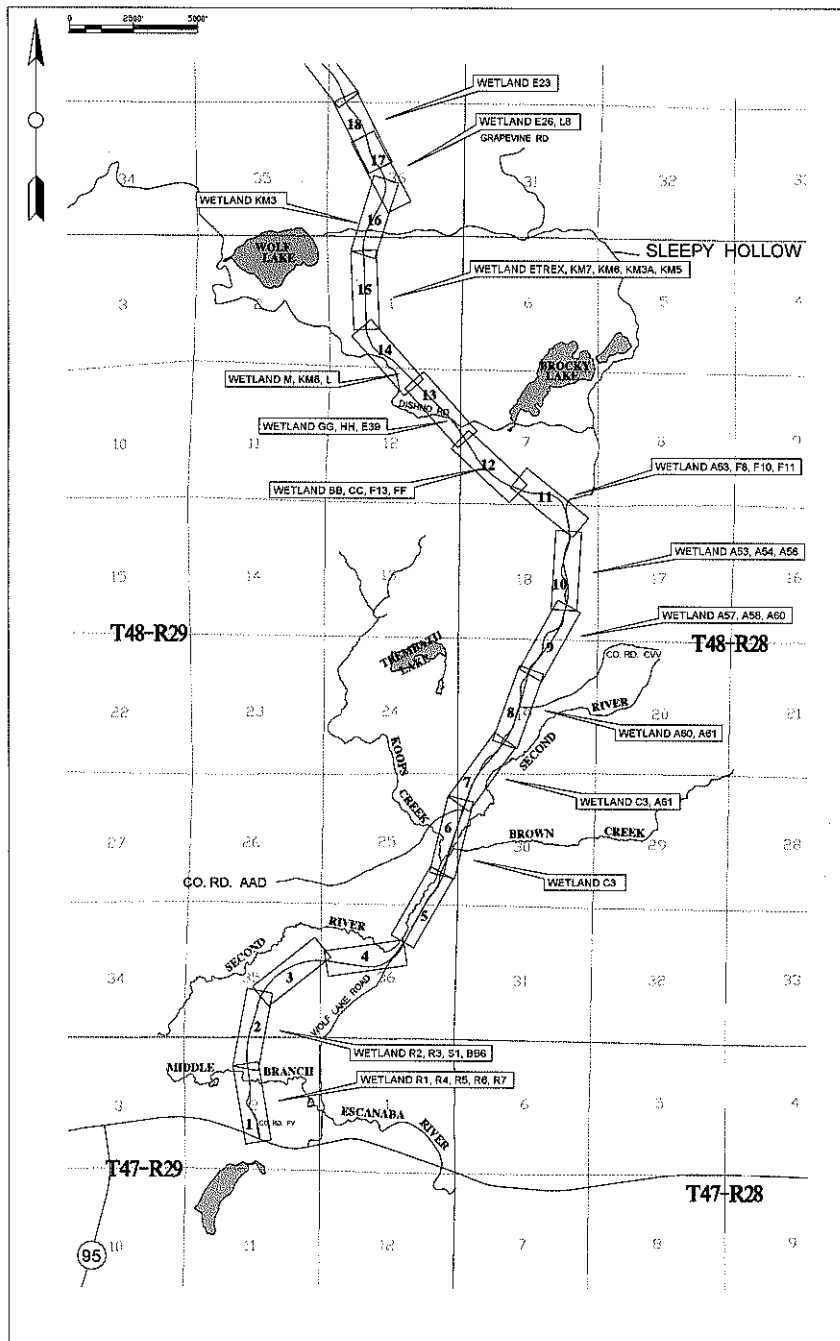 0 2500' 5000'
WETLAND E23
18
WETLAND E26, L8
GRAPEVINE RD
17
34 35 36 31 32 33
WETLAND KM3
16
WOLF LAKE
SLEEPY HOLLOW
WETLAND ETREX, KM7, KM6, KM3A, KM5
15
3 2 1 6 5 4
14
BROCKY LAKE
WETLAND M, KM8, L
13
DISHNO RD
WETLAND GG, HH, E39
10 11 12 7 8 9
12
WETLAND A53, F8, F10, F11
WETLAND BB, CC, F13, FF
11
WETLAND A53, A54, A56
15 14 13 18 17 16
10
WETLAND A57, A58, A60
T48-R29
T48-R28
TREMBATH LAKE
9
CO. RD. CVV
22 23 24 19 20 21
8
SECOND RIVER
WETLAND A60, A61
KOOPS CREEK
7
WETLAND C3, A61
6
BROWN CREEK
27 26 25 30 29 28
CO. RD. AAD
WETLAND C3
5
SECOND RIVER
4
34 35 36 31 32 33
3
WOLF LAKE ROAD
2
WETLAND R2, R3, S1, BB6
MIDDLE BRANCH
WETLAND R1, R4, R5, R6, R7
3 2 6 5 4
ESCANABA RIVER
1
CO. RD. FY
T47-R29
T47-R28
10 11 12 7 8 9
95